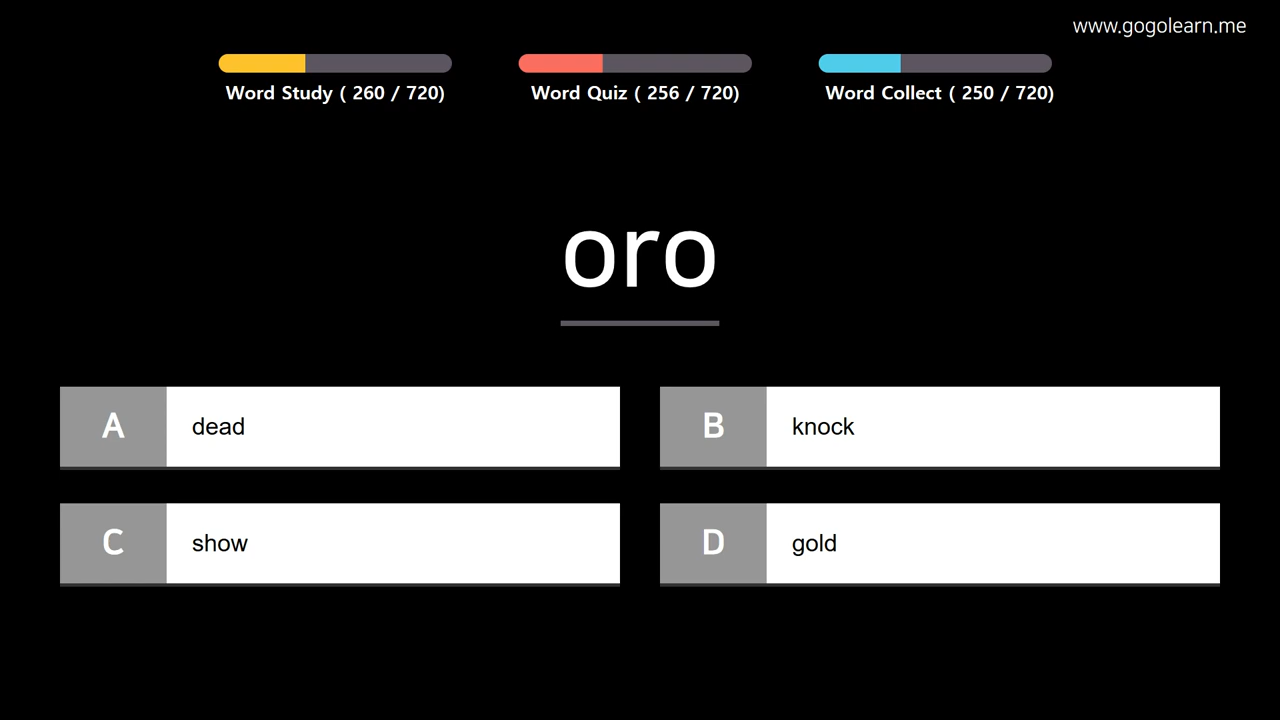 www.gogolearn.me
Word Study ( 260 / 720)
Word Quiz ( 256 / 720)
Word Collect ( 250 / 720)
oro
A dead
B knock
C show
D gold